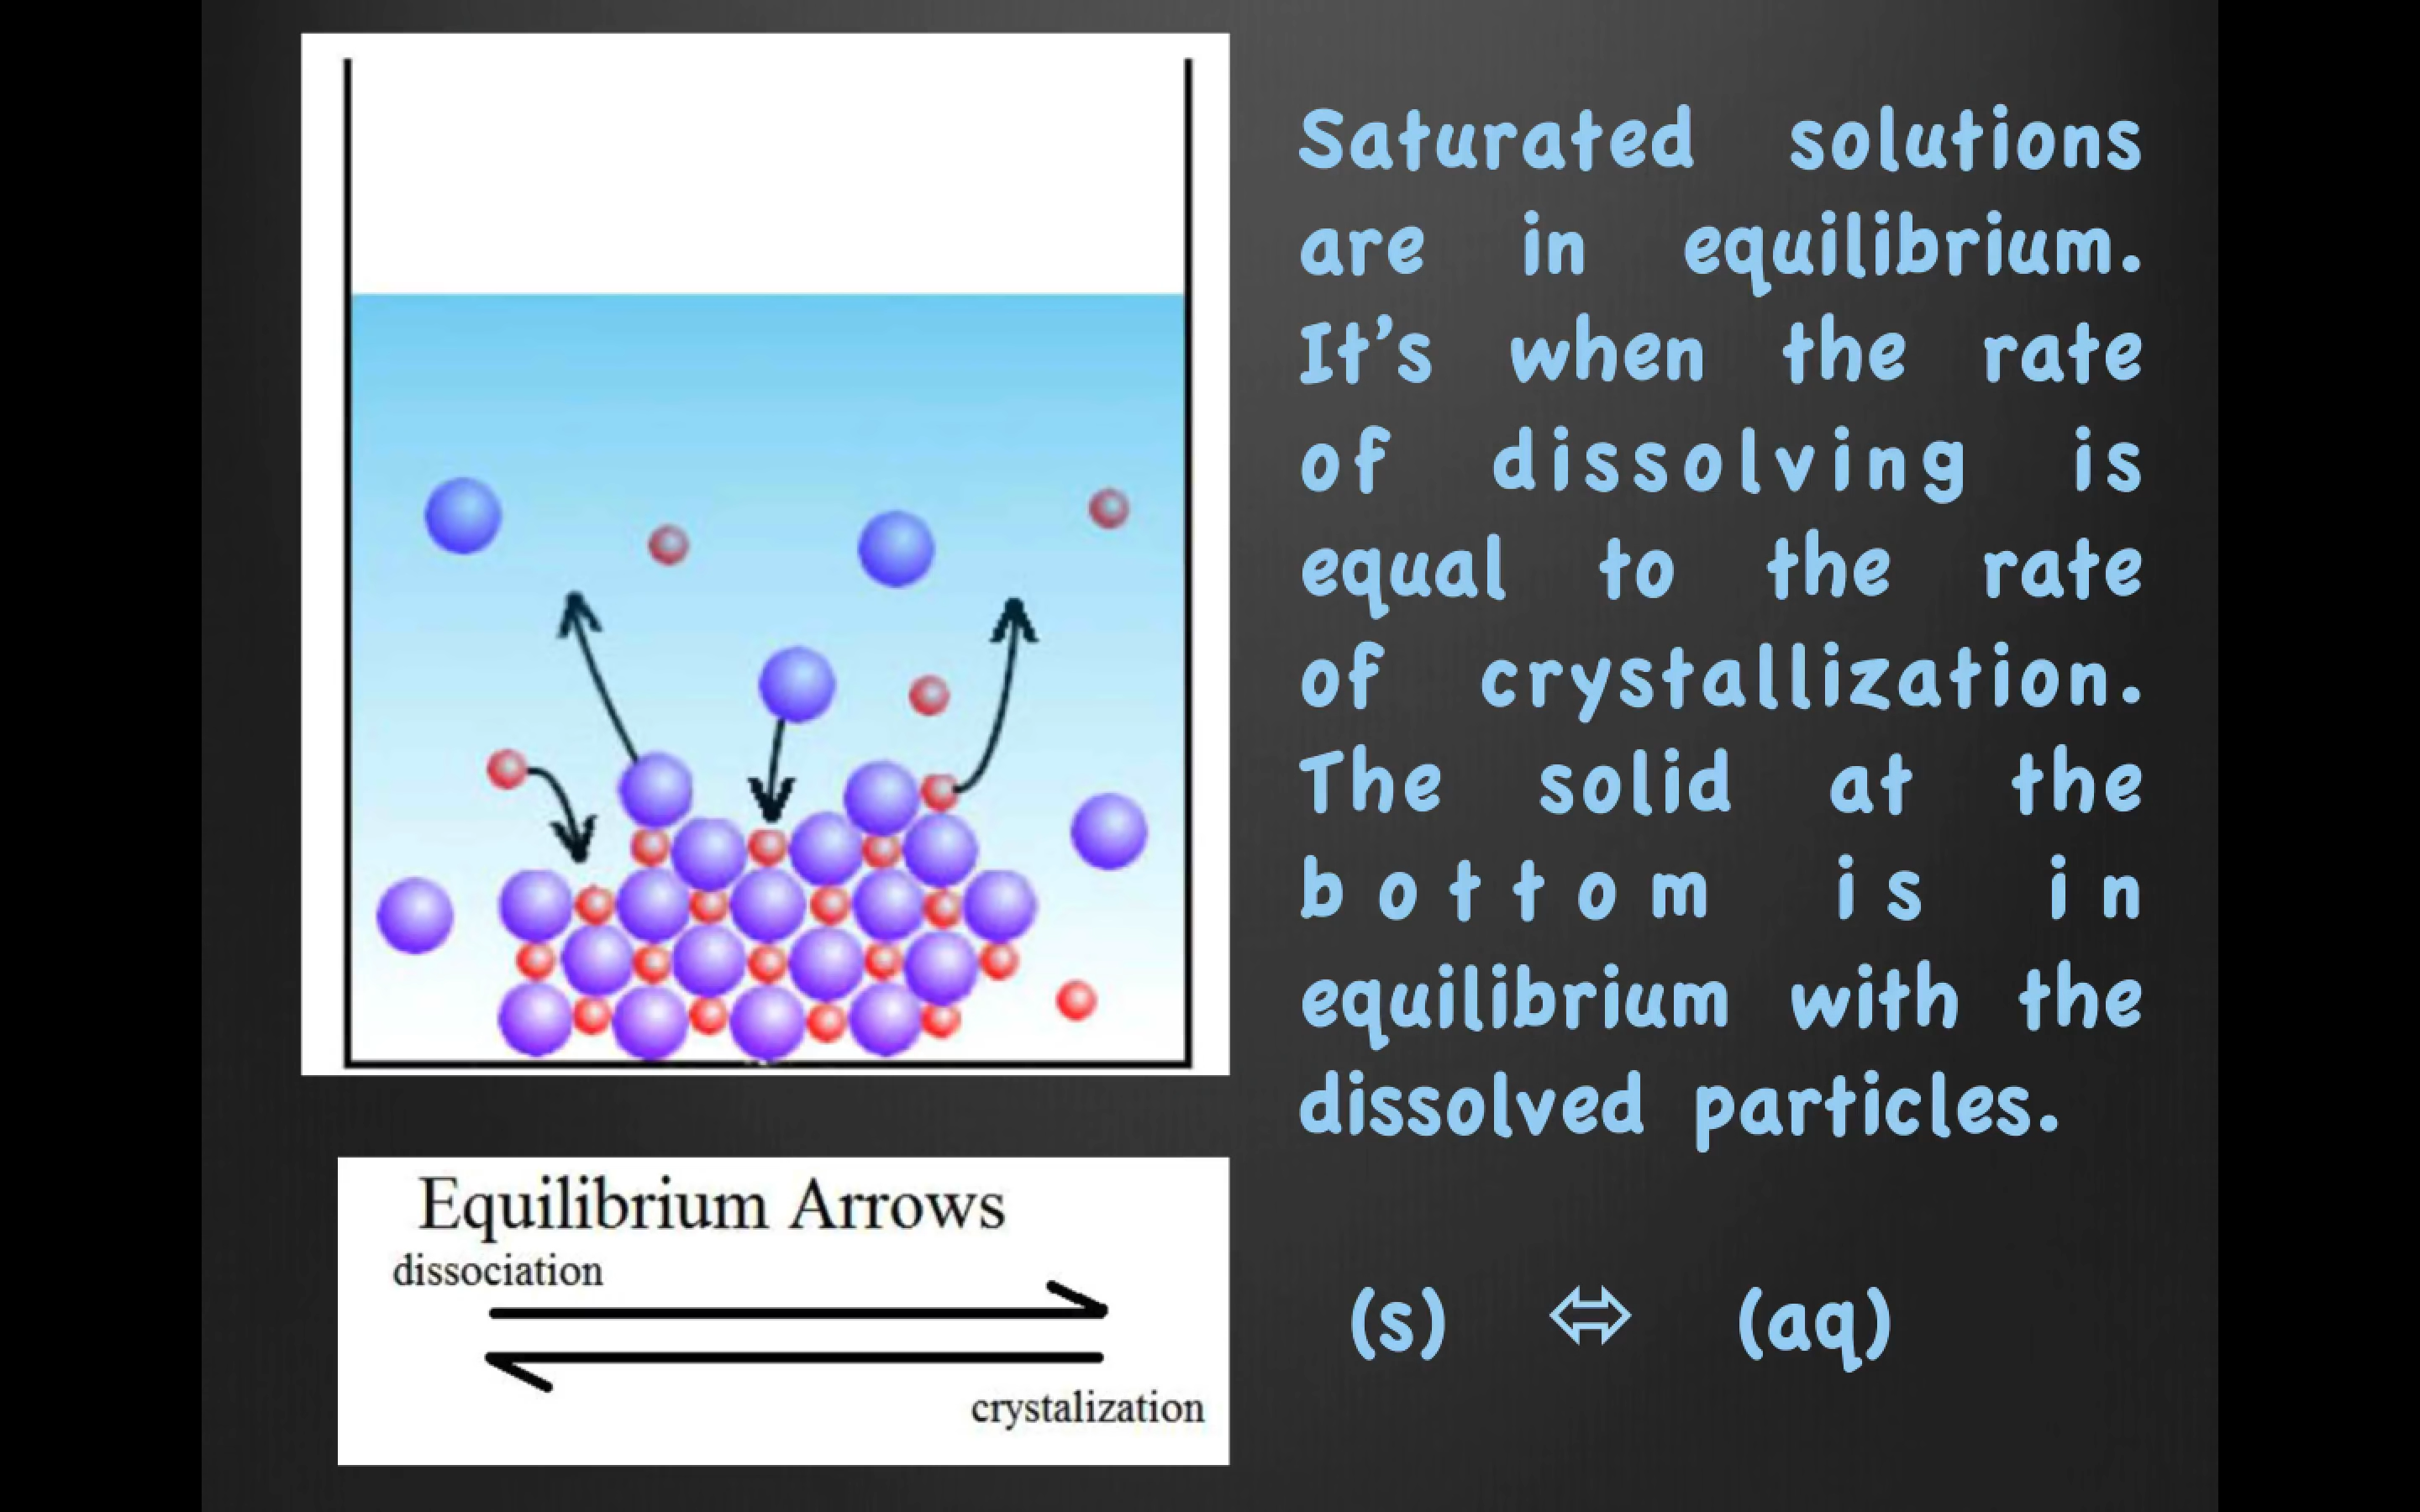 Saturated solutions
are in equilibrium.
It's when the rate
of dissolving is
equal to the rate
of crystallization.
The solid at the
bottom is in
equilibrium with the
dissolved particles.
(s) ⇔ (aq)
Equilibrium Arrows
dissociation
crystalization